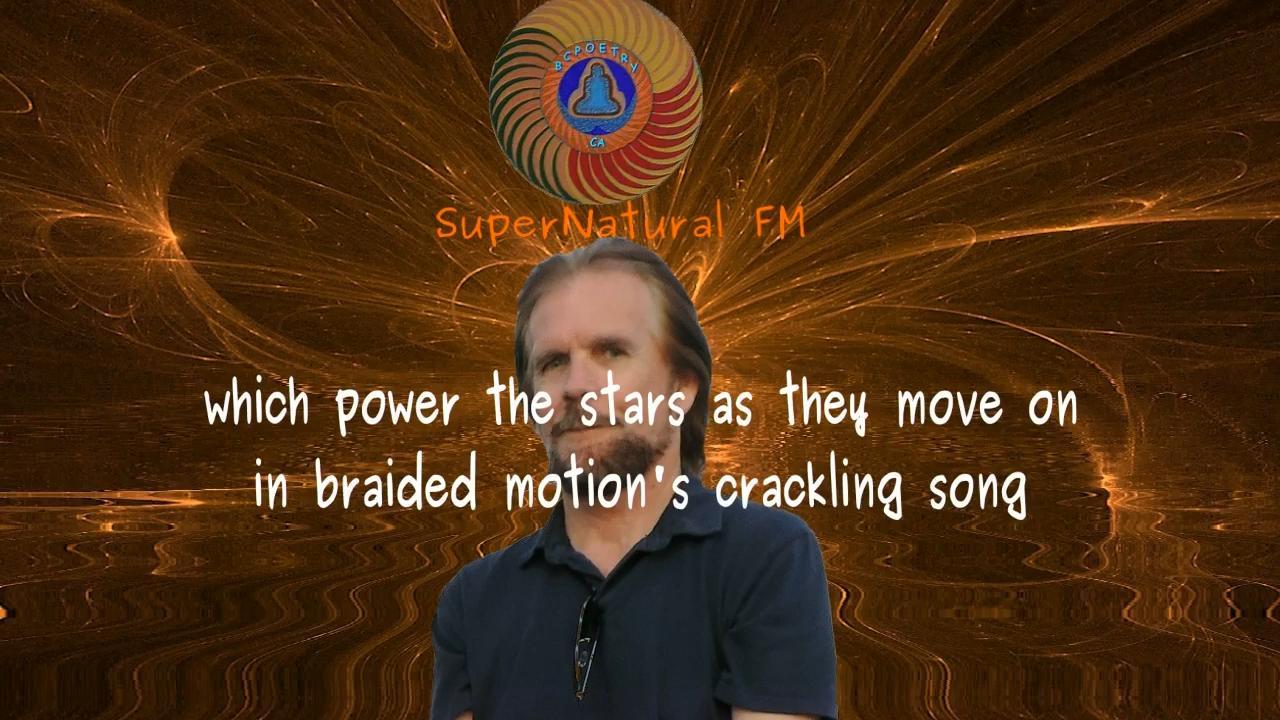 BCPOETRY
CA
SuperNatural FM
which power the stars as they move on
in braided motion's crackling song